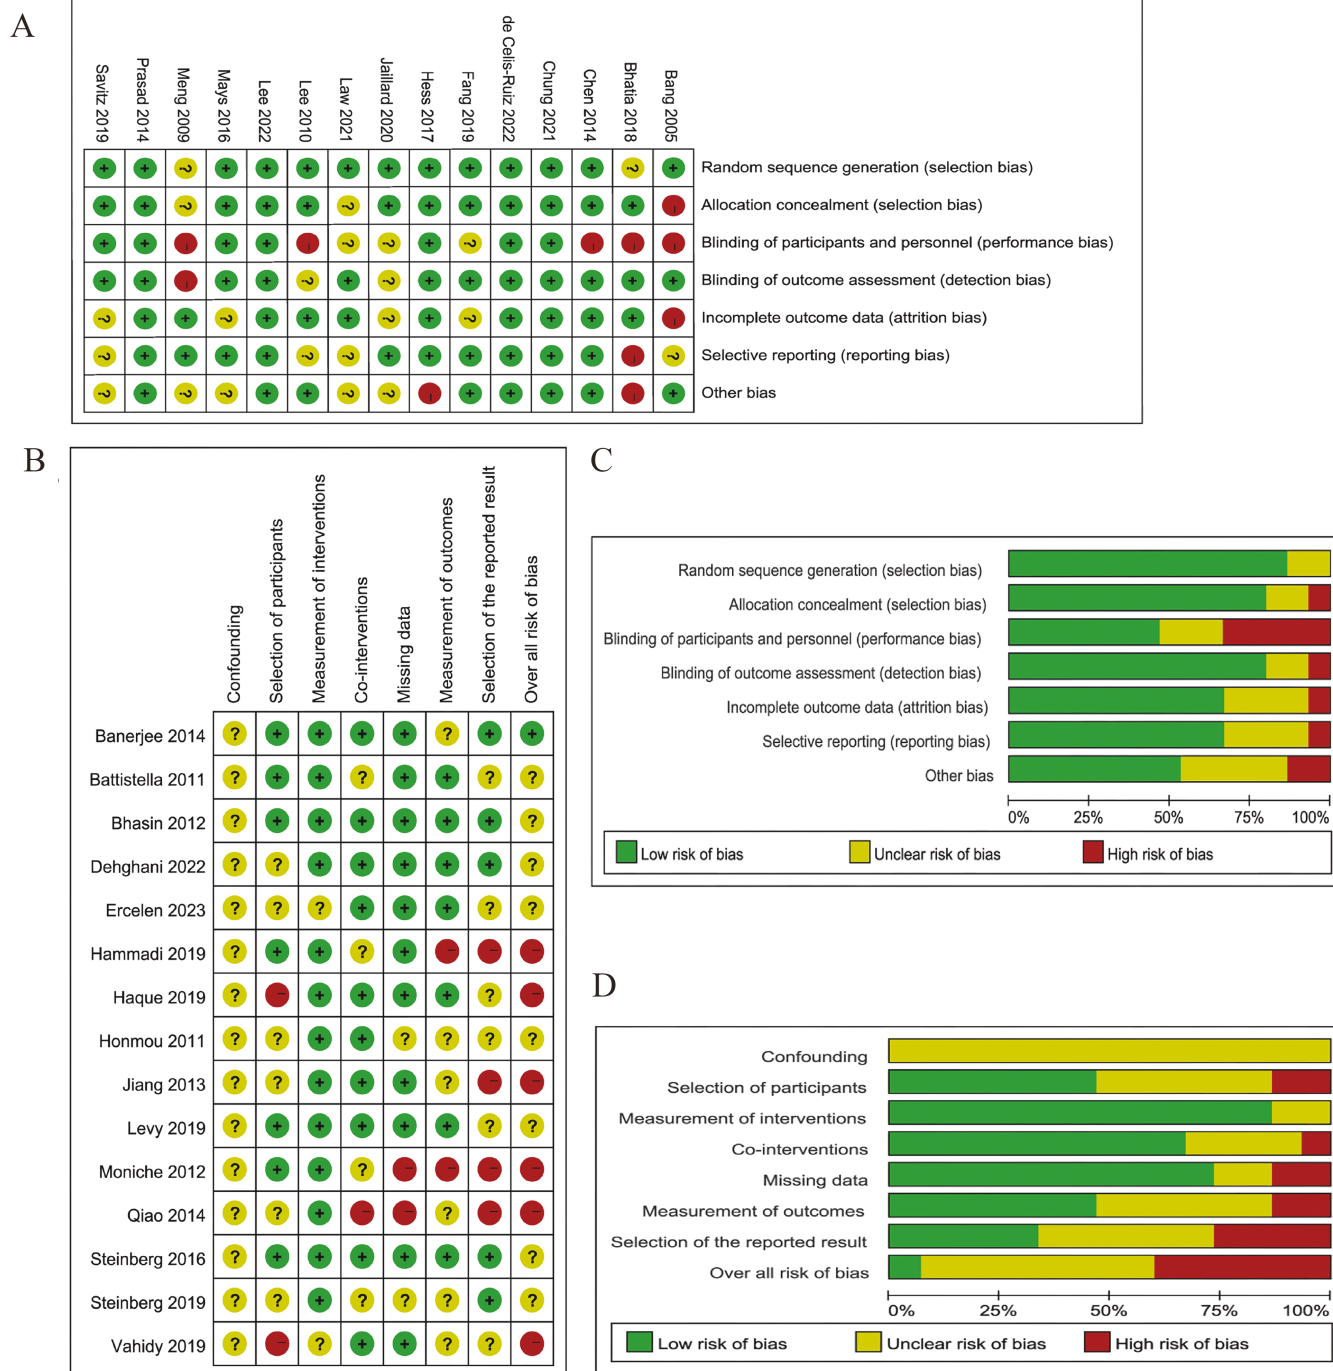 A
Savitz 2019
Prasad 2014
Meng 2009
Mays 2016
Lee 2022
Lee 2010
Law 2021
Jaillard 2020
Hess 2017
Fang 2019
de Celis-Ruiz 2022
Chung 2021
Chen 2014
Bhatia 2018
Bang 2005
+ + ? + + + + + + + + + + ? + Random sequence generation (selection bias)
+ + ? + + + ? + + + + + + + - Allocation concealment (selection bias)
+ + - + + - ? ? + ? + + - - - Blinding of participants and personnel (performance bias)
+ + - + + ? + ? + + + + + + + Blinding of outcome assessment (detection bias)
? + + ? + + + ? + ? + + + + - Incomplete outcome data (attrition bias)
? + + + + ? ? + + + + + + - ? Selective reporting (reporting bias)
? + ? ? + + ? ? - + + + + - + Other bias
B
Confounding
Selection of participants
Measurement of interventions
Co-interventions
Missing data
Measurement of outcomes
Selection of the reported result
Over all risk of bias
Banerjee 2014 ? + + + + ? + +
Battistella 2011 ? + + ? + + ? ?
Bhasin 2012 ? + + + + + + ?
Dehghani 2022 ? ? + + + + + ?
Ercelen 2023 ? ? ? + + + ? ?
Hammadi 2019 ? + + ? + - - -
Haque 2019 ? - + + + + ? -
Honmou 2011 ? ? + + ? ? ? ?
Jiang 2013 ? ? + + + ? - -
Levy 2019 ? + + + + + ? ?
Moniche 2012 ? + + ? - - - -
Qiao 2014 ? ? + - - ? - -
Steinberg 2016 ? + + + + + + ?
Steinberg 2019 ? ? + ? ? ? + ?
Vahidy 2019 ? - ? + + ? ? -
C
Random sequence generation (selection bias)
Allocation concealment (selection bias)
Blinding of participants and personnel (performance bias)
Blinding of outcome assessment (detection bias)
Incomplete outcome data (attrition bias)
Selective reporting (reporting bias)
Other bias
0% 25% 50% 75% 100%
Low risk of bias Unclear risk of bias High risk of bias
D
Confounding
Selection of participants
Measurement of interventions
Co-interventions
Missing data
Measurement of outcomes
Selection of the reported result
Over all risk of bias
0% 25% 50% 75% 100%
Low risk of bias Unclear risk of bias High risk of bias